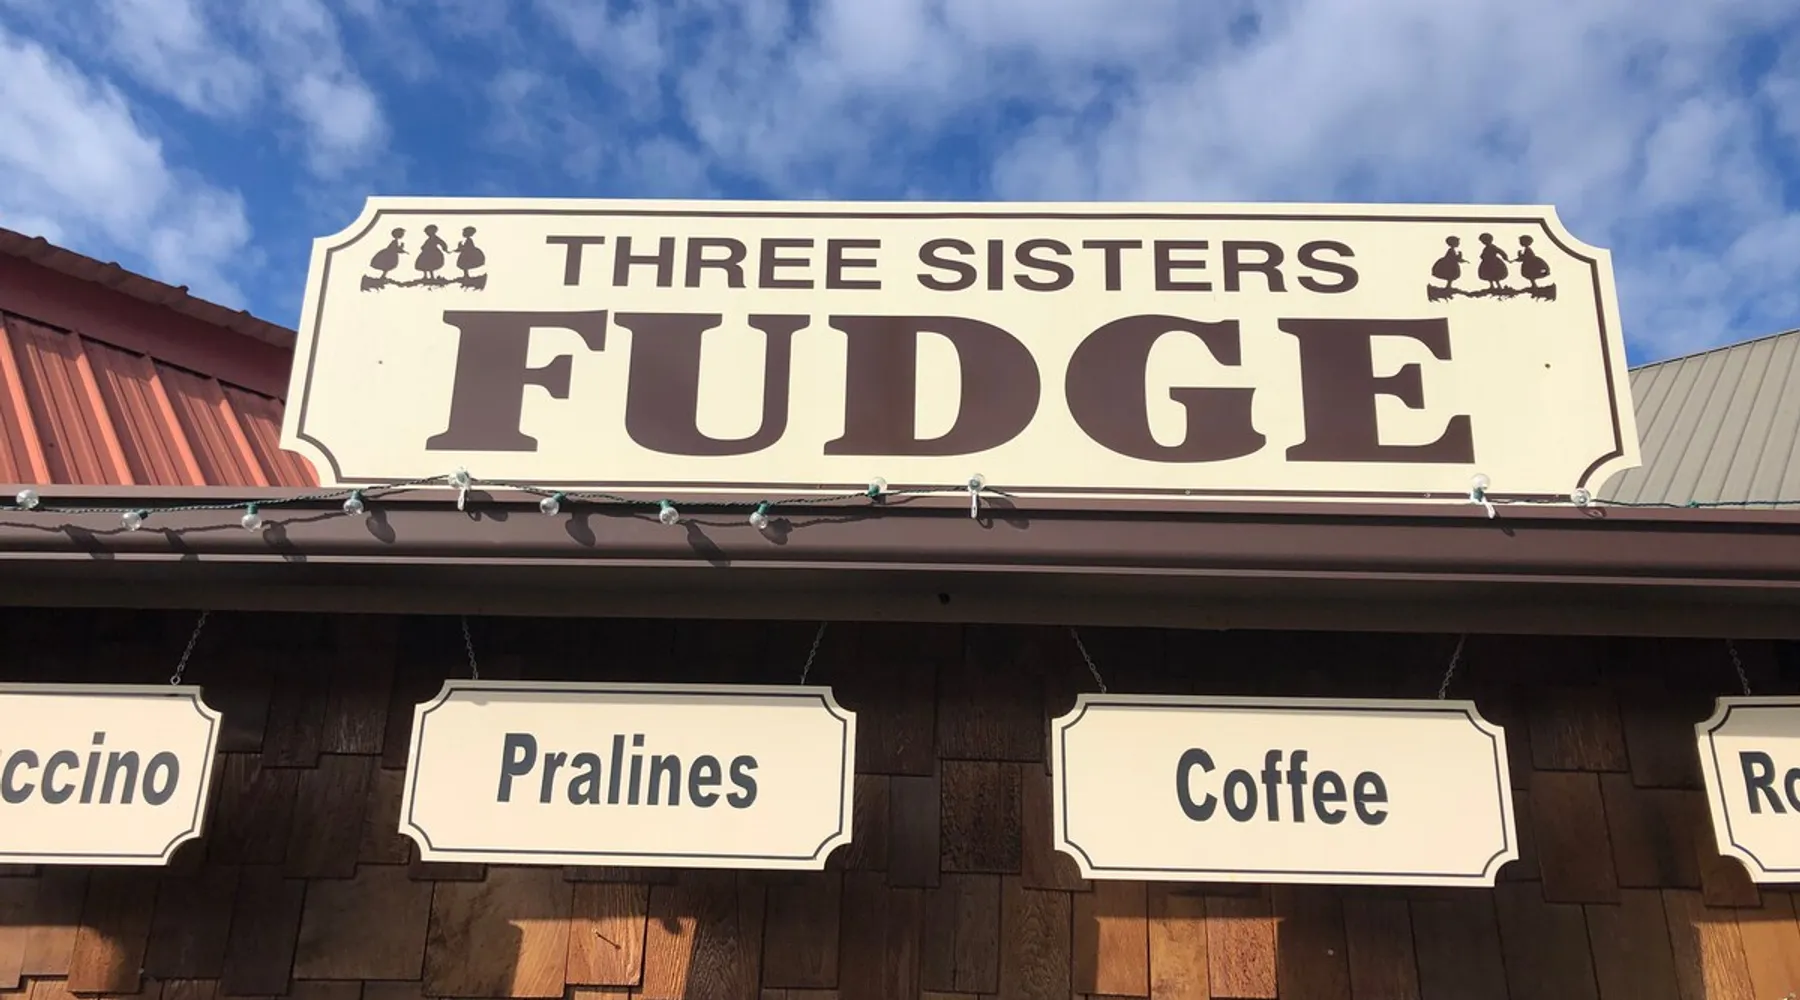 THREE SISTERS
FUDGE
Pralines
Coffee